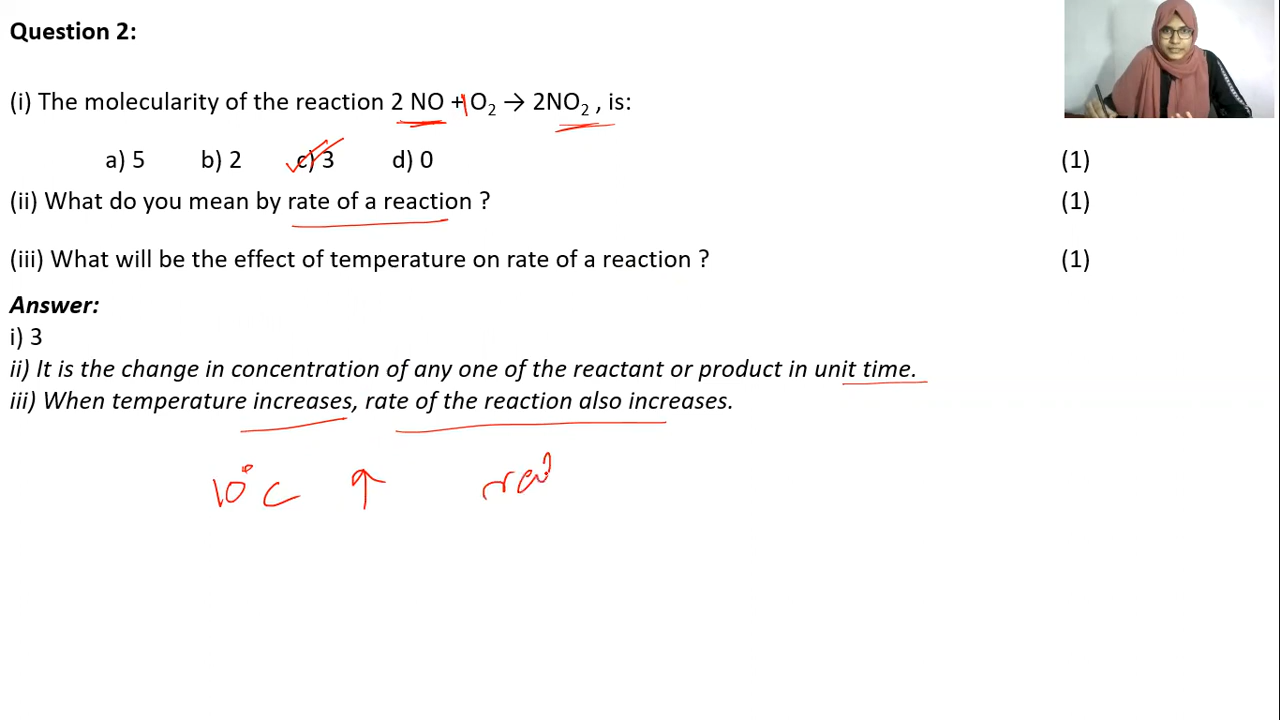 Question 2:
(i) The molecularity of the reaction 2 NO + 1 O₂ → 2NO₂ , is:
a) 5 b) 2 c) 3 d) 0 (1)
(ii) What do you mean by rate of a reaction ? (1)
(iii) What will be the effect of temperature on rate of a reaction ? (1)
Answer:
i) 3
ii) It is the change in concentration of any one of the reactant or product in unit time.
iii) When temperature increases, rate of the reaction also increases.
10°C ↑